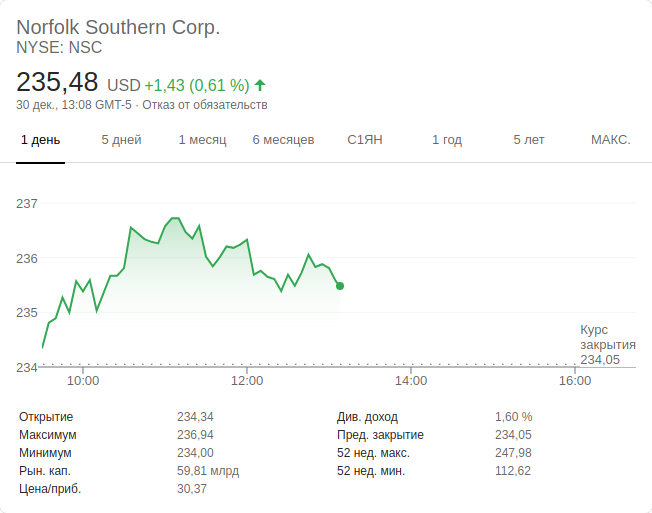 Norfolk Southern Corp.
NYSE: NSC
235,48 USD +1,43 (0,61 %)
30 дек., 13:08 GMT-5 · Отказ от обязательств
1 день 5 дней 1 месяц 6 месяцев С1ЯН 1 год 5 лет МАКС.
237
236
235
Курс
закрытия
234,05
234
10:00 12:00 14:00 16:00
Открытие 234,34 Див. доход 1,60 %
Максимум 236,94 Пред. закрытие 234,05
Минимум 234,00 52 нед. макс. 247,98
Рын. кап. 59,81 млрд 52 нед. мин. 112,62
Цена/приб. 30,37